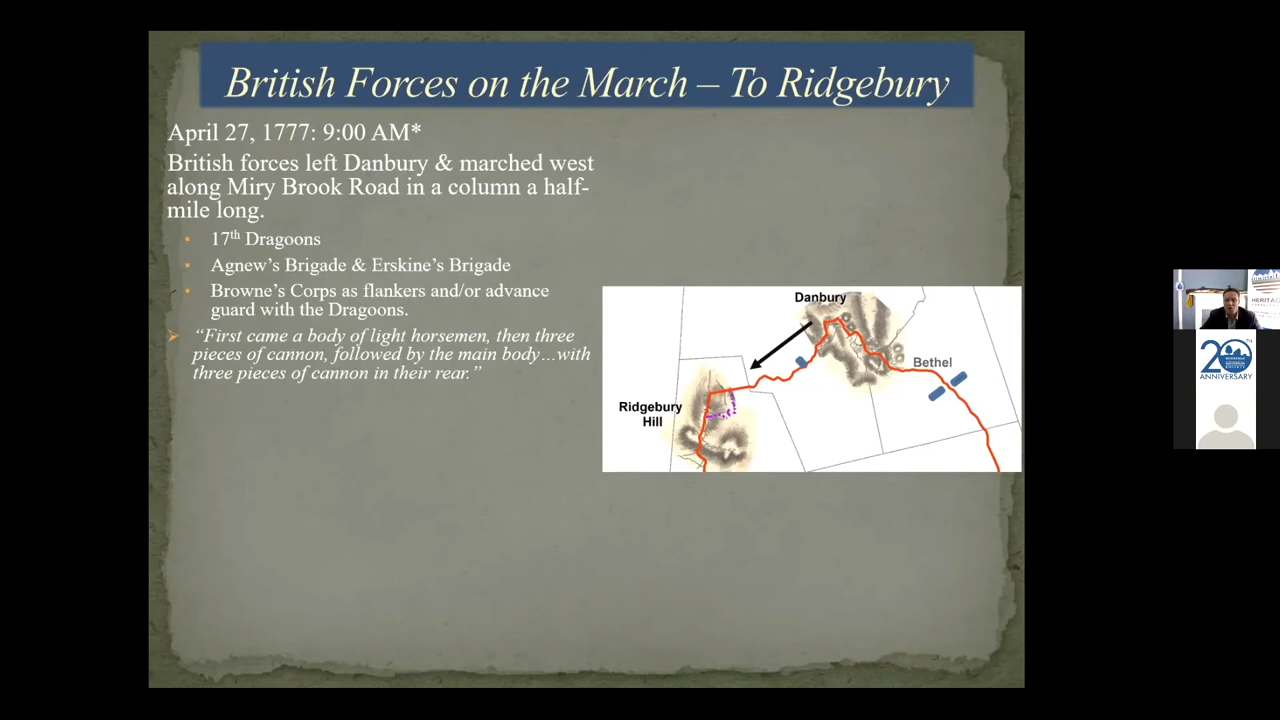 British Forces on the March – To Ridgebury
April 27, 1777: 9:00 AM*
British forces left Danbury & marched west
along Miry Brook Road in a column a half-
mile long.
• 17th Dragoons
• Agnew's Brigade & Erskine's Brigade
• Browne's Corps as flankers and/or advance
guard with the Dragoons.
➢ “First came a body of light horsemen, then three
pieces of cannon, followed by the main body…with
three pieces of cannon in their rear.”
Danbury
Bethel
Ridgebury
Hill
HERITA
20TH
ANNIVERSARY